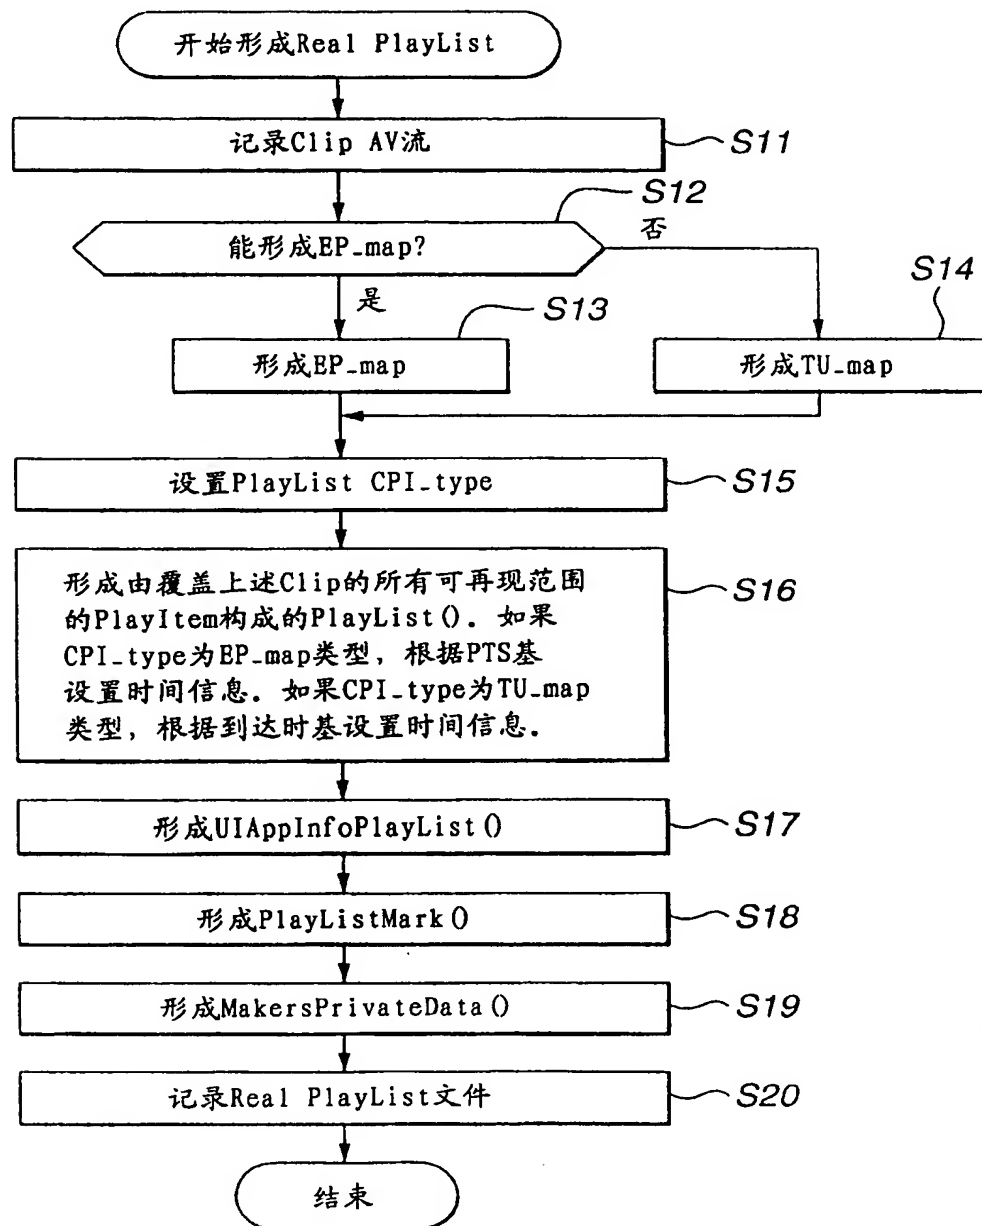 开始形成Real PlayList
记录Clip AV流
S11
S12
能形成EP_map?
否
是
S13
S14
形成EP_map
形成TU_map
设置PlayList CPI_type
S15
形成由覆盖上述Clip的所有可再现范围
的PlayItem构成的PlayList()。如果
CPI_type为EP_map类型，根据PTS基
设置时间信息。如果CPI_type为TU_map
类型，根据到达时基设置时间信息。
S16
形成UIAppInfoPlayList()
S17
形成PlayListMark()
S18
形成MakersPrivateData()
S19
记录Real PlayList文件
S20
结束